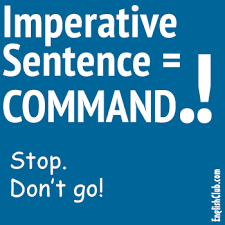 Imperative
Sentence =
COMMAND.!
Stop.
Don't go!
EnglishClub.com